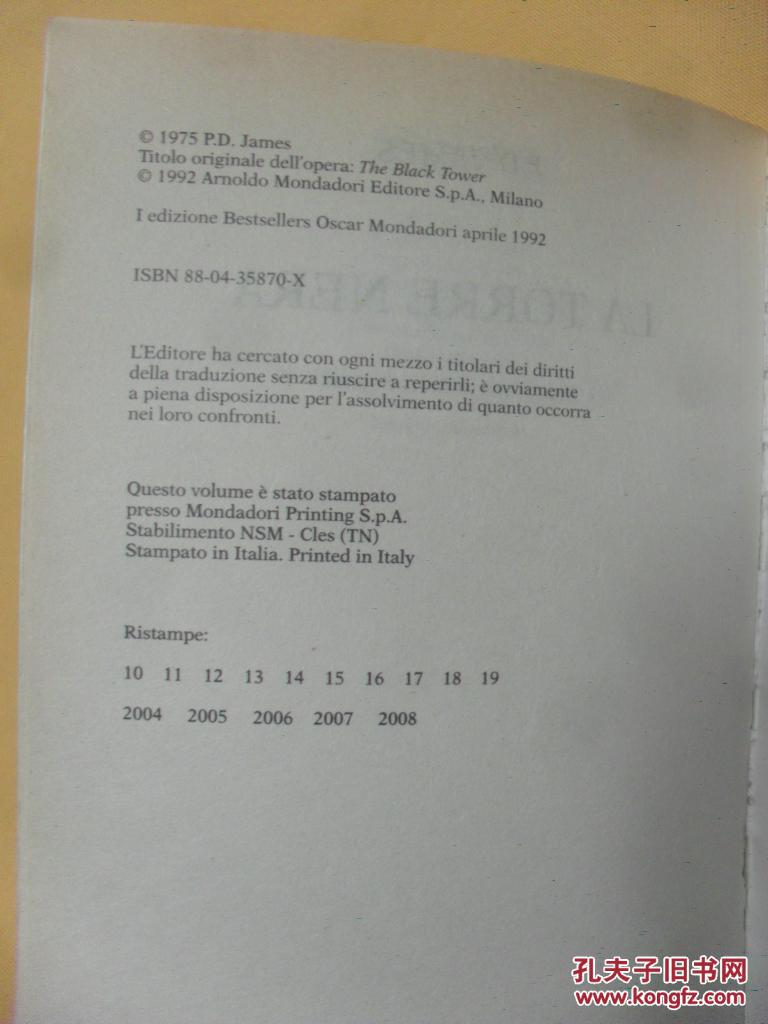 © 1975 P.D. James
Titolo originale dell'opera: The Black Tower
© 1992 Arnoldo Mondadori Editore S.p.A., Milano
I edizione Bestsellers Oscar Mondadori aprile 1992
ISBN 88-04-35870-X
LA TORRE NERA
L'Editore ha cercato con ogni mezzo i titolari dei diritti
della traduzione senza riuscire a reperirli; è ovviamente
a piena disposizione per l'assolvimento di quanto occorra
nei loro confronti.
Questo volume è stato stampato
presso Mondadori Printing S.p.A.
Stabilimento NSM - Cles (TN)
Stampato in Italia. Printed in Italy
Ristampe:
10 11 12 13 14 15 16 17 18 19
2004 2005 2006 2007 2008
孔夫子旧书网
www.kongfz.com